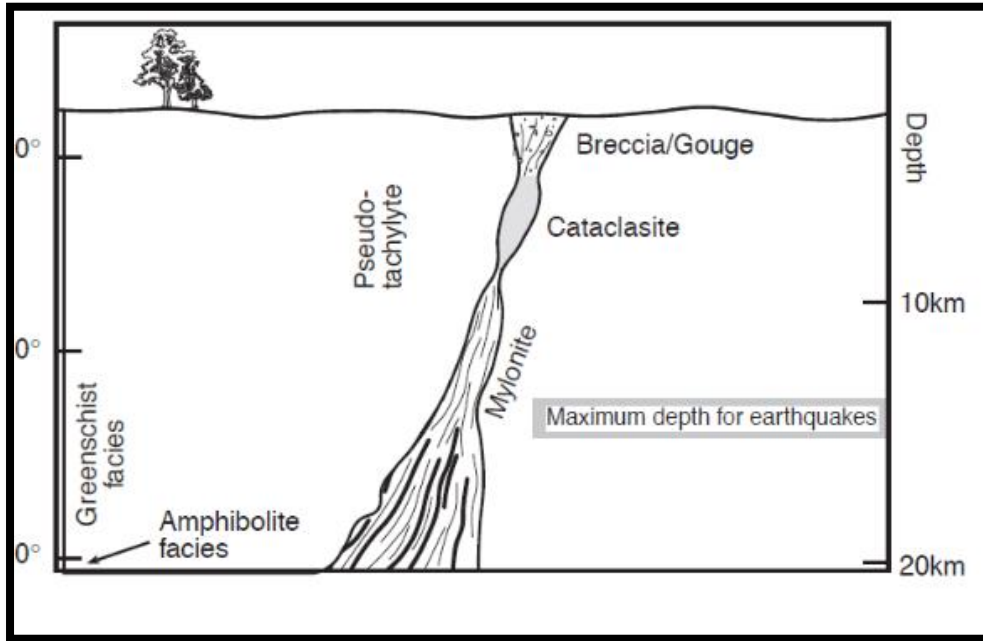 Breccia/Gouge
Depth
0°
Pseudo-
tachylyte
Cataclasite
10km
0°
Mylonite
Maximum depth for earthquakes
Greenschist
facies
Amphibolite
facies
0°
20km